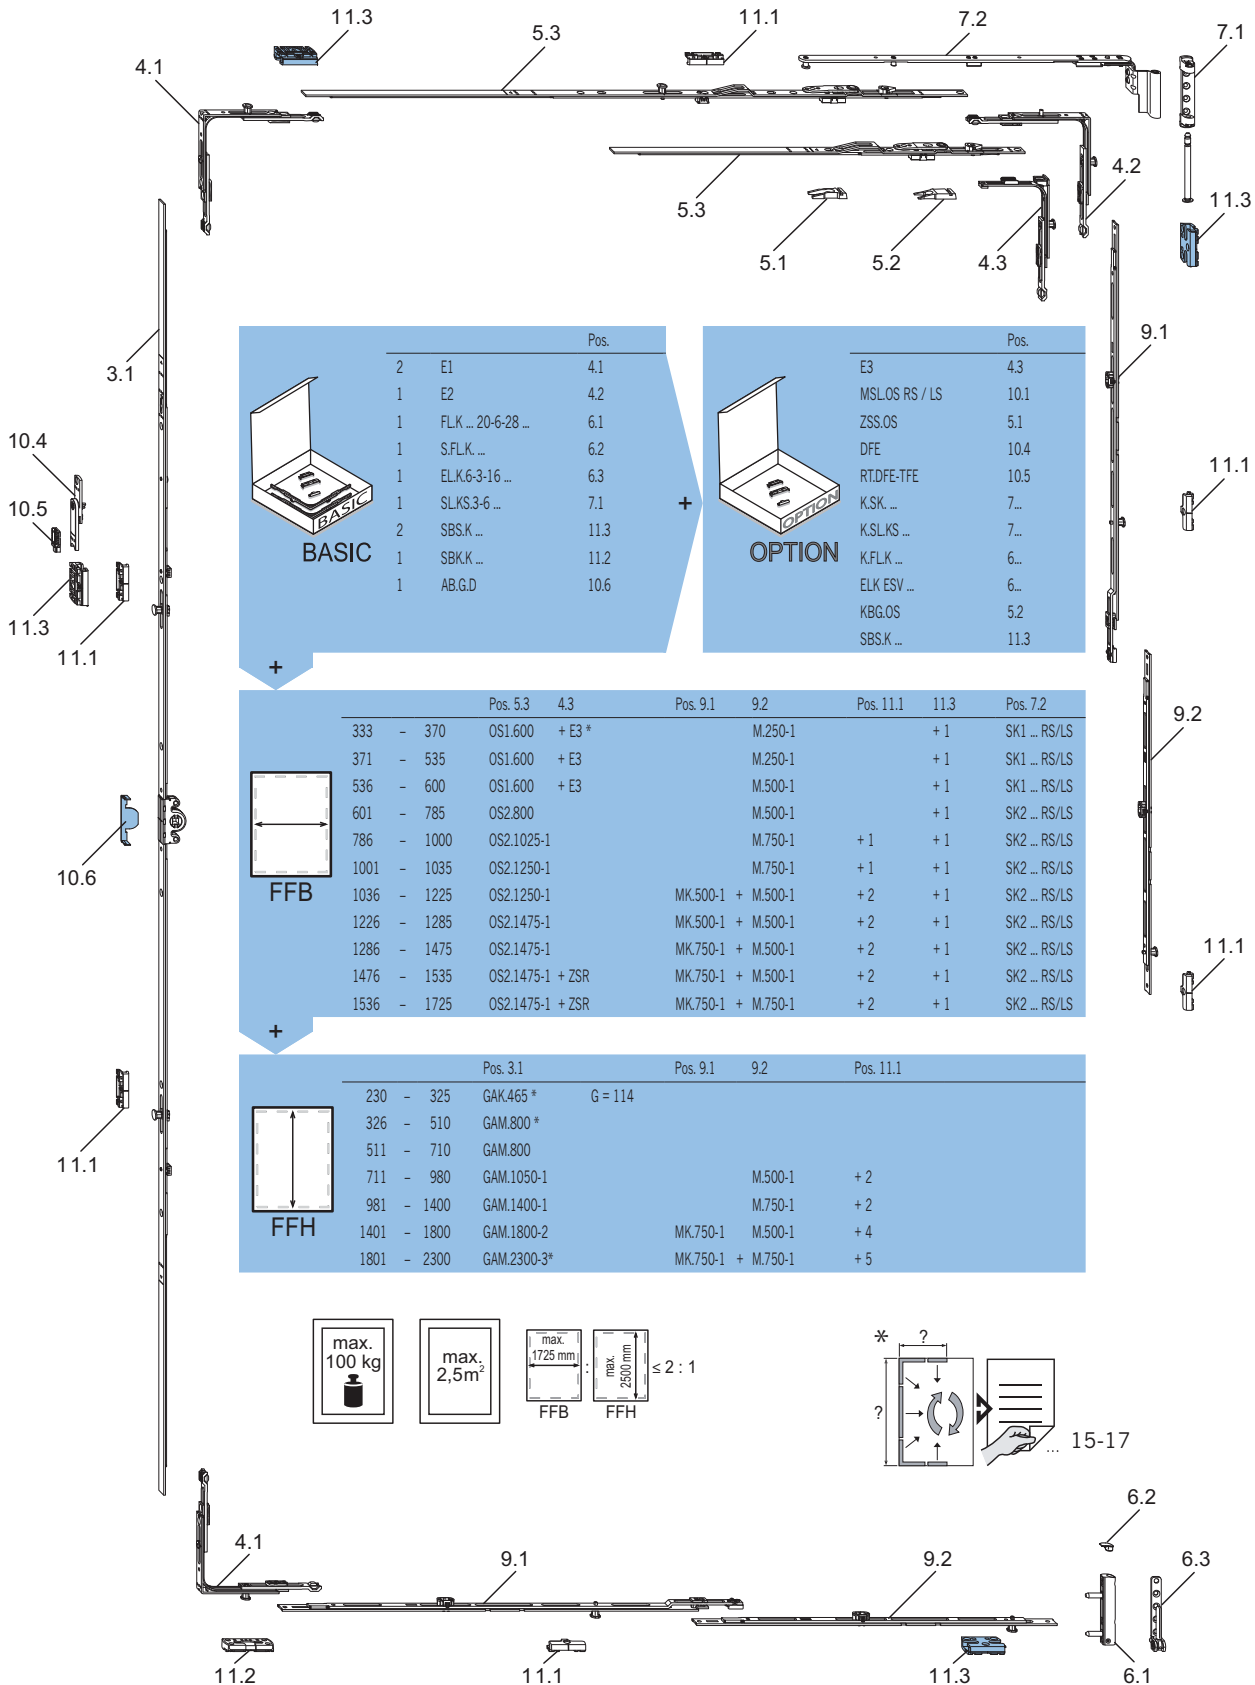 11.3
5.3
11.1
7.2
7.1
4.1
5.3
4.2
5.1
5.2
4.3
11.3
3.1
9.1
10.4
10.5
11.3
11.1
11.1
10.6
9.2
11.1
11.1
BASIC
BASIC
Pos.
2 E1 4.1
1 E2 4.2
1 FL.K ... 20-6-28 ... 6.1
1 S.FL.K. ... 6.2
1 EL.K.6-3-16 ... 6.3
1 SL.KS.3-6 ... 7.1
2 SBS.K ... 11.3
1 SBK.K ... 11.2
1 AB.G.D 10.6
+
OPTION
OPTION
Pos.
E3 4.3
MSL.OS RS / LS 10.1
ZSS.OS 5.1
DFE 10.4
RT.DFE-TFE 10.5
K.SK. ... 7...
K.SL.KS ... 7...
K.FL.K ... 6...
ELK ESV ... 6...
KBG.OS 5.2
SBS.K ... 11.3
+
FFB
Pos. 5.3 4.3 Pos. 9.1 9.2 Pos. 11.1 11.3 Pos. 7.2
333 – 370 OS1.600 + E3 * M.250-1 + 1 SK1 ... RS/LS
371 – 535 OS1.600 + E3 M.250-1 + 1 SK1 ... RS/LS
536 – 600 OS1.600 + E3 M.500-1 + 1 SK1 ... RS/LS
601 – 785 OS2.800 M.500-1 + 1 SK2 ... RS/LS
786 – 1000 OS2.1025-1 M.750-1 + 1 + 1 SK2 ... RS/LS
1001 – 1035 OS2.1250-1 M.750-1 + 1 + 1 SK2 ... RS/LS
1036 – 1225 OS2.1250-1 MK.500-1 + M.500-1 + 2 + 1 SK2 ... RS/LS
1226 – 1285 OS2.1475-1 MK.500-1 + M.500-1 + 2 + 1 SK2 ... RS/LS
1286 – 1475 OS2.1475-1 MK.750-1 + M.500-1 + 2 + 1 SK2 ... RS/LS
1476 – 1535 OS2.1475-1 + ZSR MK.750-1 + M.500-1 + 2 + 1 SK2 ... RS/LS
1536 – 1725 OS2.1475-1 + ZSR MK.750-1 + M.750-1 + 2 + 1 SK2 ... RS/LS
+
FFH
Pos. 3.1 Pos. 9.1 9.2 Pos. 11.1
230 – 325 GAK.465 * G = 114
326 – 510 GAM.800 *
511 – 710 GAM.800
711 – 980 GAM.1050-1 M.500-1 + 2
981 – 1400 GAM.1400-1 M.750-1 + 2
1401 – 1800 GAM.1800-2 MK.750-1 M.500-1 + 4
1801 – 2300 GAM.2300-3* MK.750-1 + M.750-1 + 5
max.
100 kg
max.
2,5m²
max.
1725 mm
FFB
:
max.
2500 mm
FFH
≤ 2 : 1
* ?
?
... 15-17
4.1
9.1
9.2
6.2
6.3
11.2
11.1
11.3
6.1